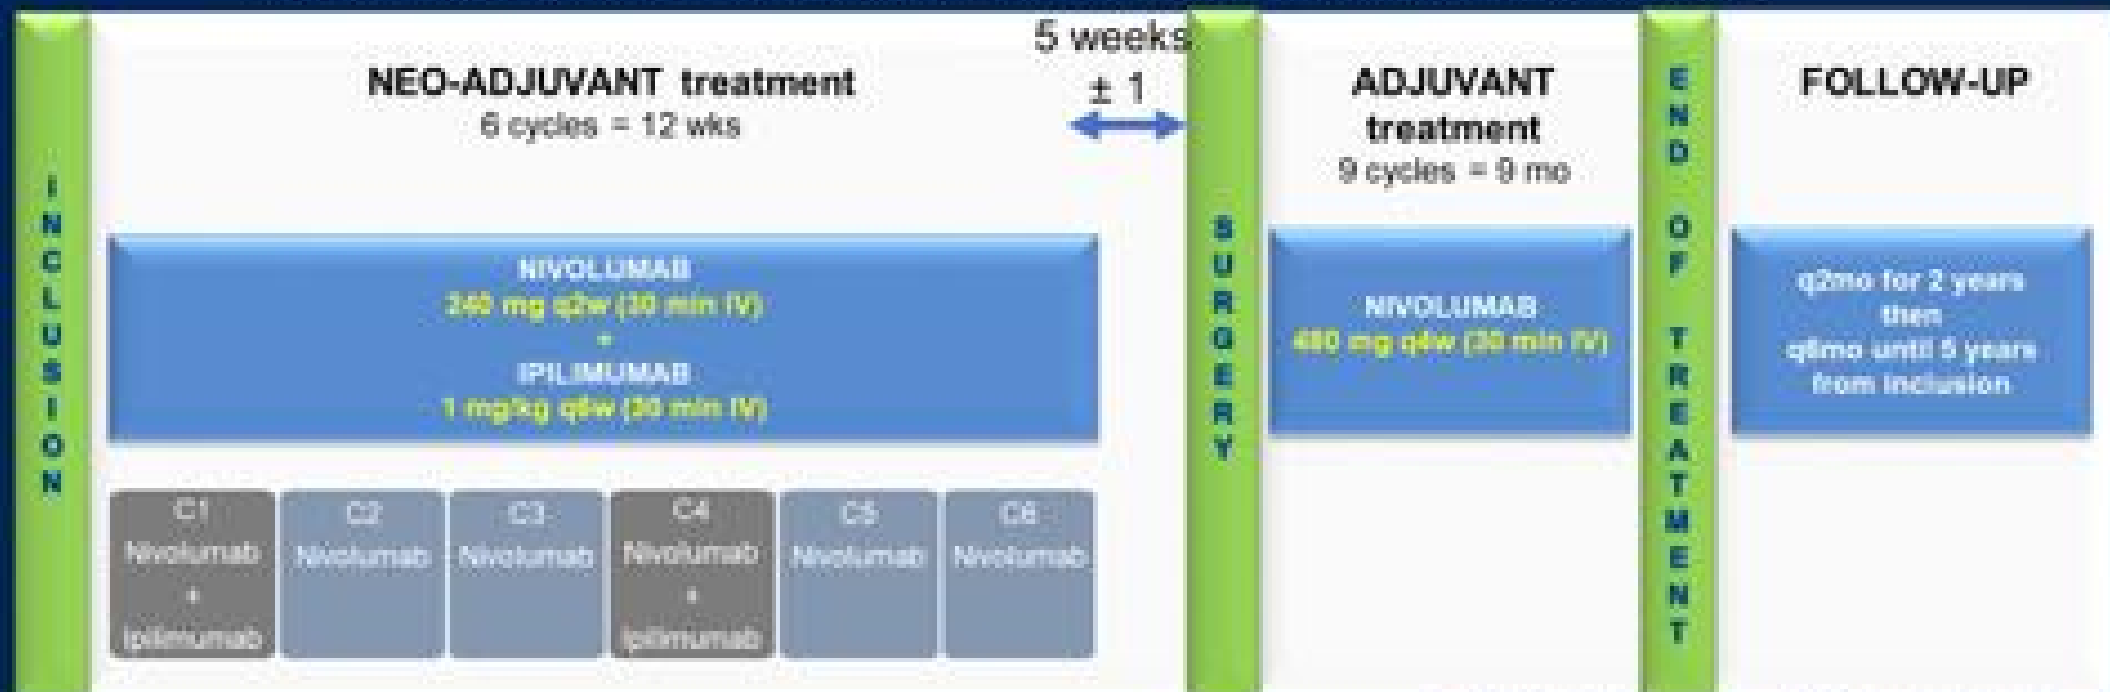 INCLUSION
NEO-ADJUVANT treatment
6 cycles = 12 wks
5 weeks
± 1
NIVOLUMAB
240 mg q2w (30 min IV)
+
IPILIMUMAB
1 mg/kg q6w (30 min IV)
C1
Nivolumab
+
Ipilimumab
C2
Nivolumab
C3
Nivolumab
C4
Nivolumab
+
Ipilimumab
C5
Nivolumab
C6
Nivolumab
SURGERY
ADJUVANT
treatment
9 cycles = 9 mo
NIVOLUMAB
480 mg q4w (30 min IV)
END OF TREATMENT
FOLLOW-UP
q2mo for 2 years
then
q6mo until 5 years
from inclusion